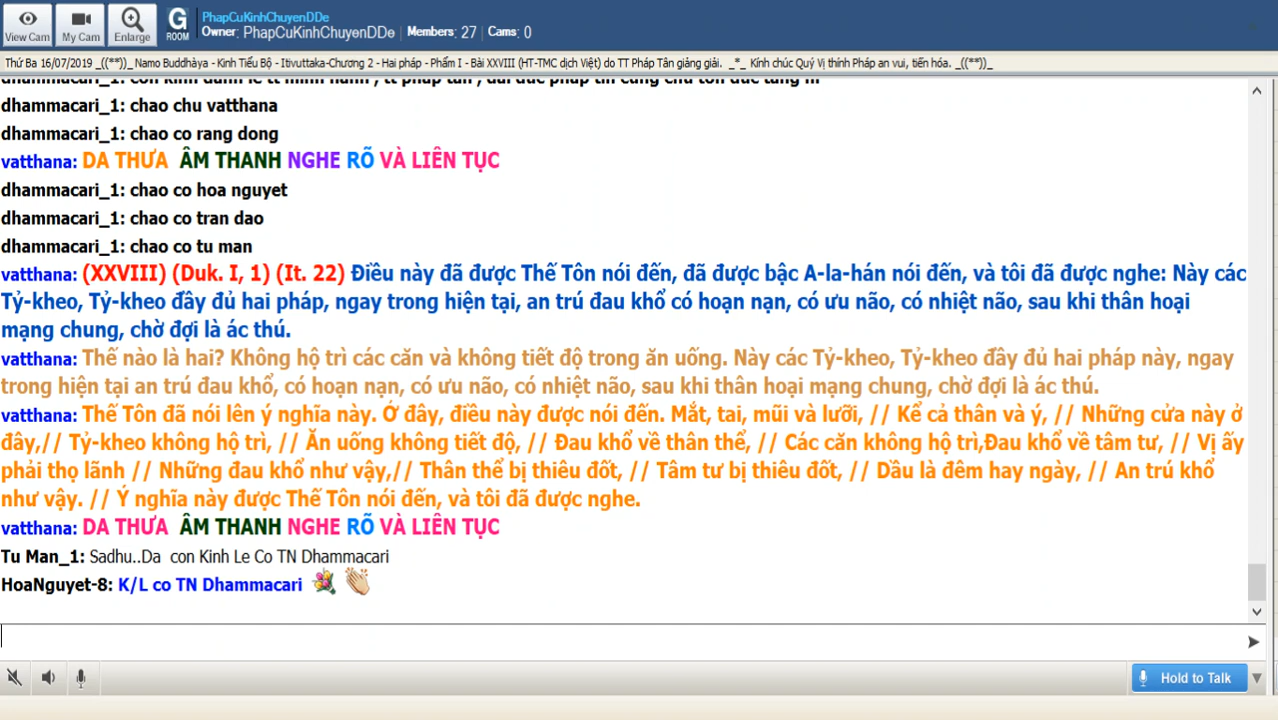 View Cam
My Cam
Enlarge
G
ROOM
PhapCuKinhChuyenDDe
Owner: PhapCuKinhChuyenDDe Members: 27 Cams: 0
Thứ Ba 16/07/2019 _((**))_ Namo Buddhàya - Kinh Tiểu Bộ - Itivuttaka-Chương 2 - Hai pháp - Phẩm I - Bài XXVIII (HT-TMC dịch Việt) do TT Pháp Tân giảng giải. _*_ Kính chúc Quý Vị thính Pháp an vui, tiến hóa. _((**))_
dhammacari_1: chao chu vatthana
dhammacari_1: chao co rang dong
vatthana: DA THƯA ÂM THANH NGHE RÕ VÀ LIÊN TỤC
dhammacari_1: chao co hoa nguyet
dhammacari_1: chao co tran dao
dhammacari_1: chao co tu man
vatthana: (XXVIII) (Duk. I, 1) (It. 22) Điều này đã được Thế Tôn nói đến, đã được bậc A-la-hán nói đến, và tôi đã được nghe: Này các
Tỷ-kheo, Tỷ-kheo đầy đủ hai pháp, ngay trong hiện tại, an trú đau khổ có hoạn nạn, có ưu não, có nhiệt não, sau khi thân hoại
mạng chung, chờ đợi là ác thú.
vatthana: Thế nào là hai? Không hộ trì các căn và không tiết độ trong ăn uống. Này các Tỷ-kheo, Tỷ-kheo đầy đủ hai pháp này, ngay
trong hiện tại an trú đau khổ, có hoạn nạn, có ưu não, có nhiệt não, sau khi thân hoại mạng chung, chờ đợi là ác thú.
vatthana: Thế Tôn đã nói lên ý nghĩa này. Ở đây, điều này được nói đến. Mắt, tai, mũi và lưỡi, // Kể cả thân và ý, // Những cửa này ở
đây,// Tỷ-kheo không hộ trì, // Ăn uống không tiết độ, // Đau khổ về thân thể, // Các căn không hộ trì,Đau khổ về tâm tư, // Vị ấy
phải thọ lãnh // Những đau khổ như vậy,// Thân thể bị thiêu đốt, // Tâm tư bị thiêu đốt, // Dầu là đêm hay ngày, // An trú khổ
như vậy. // Ý nghĩa này được Thế Tôn nói đến, và tôi đã được nghe.
vatthana: DA THƯA ÂM THANH NGHE RÕ VÀ LIÊN TỤC
Tu Man_1: Sadhu..Da con Kinh Le Co TN Dhammacari
HoaNguyet-8: K/L co TN Dhammacari
Hold to Talk